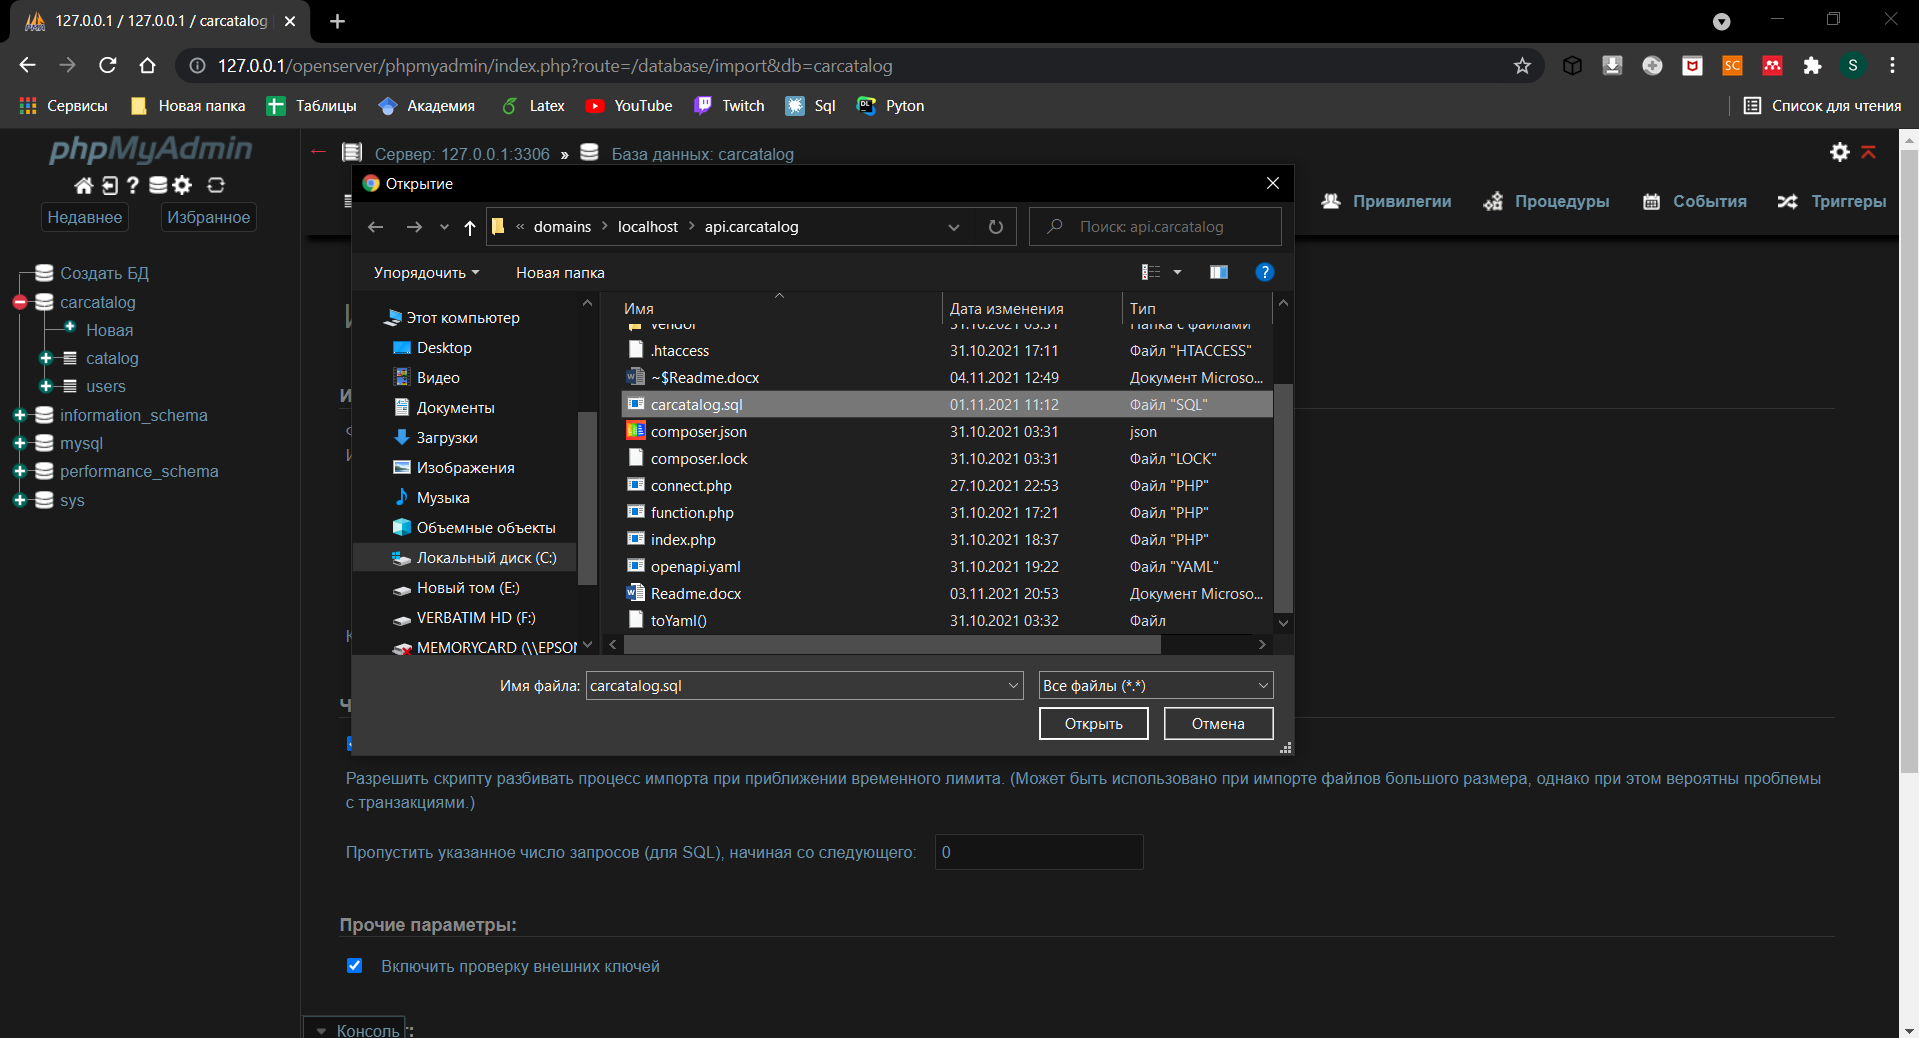 127.0.0.1 / 127.0.0.1 / carcatalog
127.0.0.1/openserver/phpmyadmin/index.php?route=/database/import&db=carcatalog
SC
S
Сервисы
Новая папка
Таблицы
Академия
Latex
YouTube
Twitch
Sql
Pyton
Список для чтения
phpMyAdmin
Недавнее
Избранное
Создать БД
carcatalog
Новая
catalog
users
information_schema
mysql
performance_schema
sys
Сервер: 127.0.0.1:3306 » База данных: carcatalog
Привилегии
Процедуры
События
Триггеры
Открытие
« domains › localhost › api.carcatalog
Поиск: api.carcatalog
Упорядочить
Новая папка
Этот компьютер
Desktop
Видео
Документы
Загрузки
Изображения
Музыка
Объемные объекты
Локальный диск (C:)
Новый том (E:)
VERBATIM HD (F:)
MEMORYCARD (\\EPSON
Имя Дата изменения Тип
vendor 31.10.2021 03:31 Папка с файлами
.htaccess 31.10.2021 17:11 Файл "HTACCESS"
~$Readme.docx 04.11.2021 12:49 Документ Microso...
carcatalog.sql 01.11.2021 11:12 Файл "SQL"
composer.json 31.10.2021 03:31 json
composer.lock 31.10.2021 03:31 Файл "LOCK"
connect.php 27.10.2021 22:53 Файл "PHP"
function.php 31.10.2021 17:21 Файл "PHP"
index.php 31.10.2021 18:37 Файл "PHP"
openapi.yaml 31.10.2021 19:22 Файл "YAML"
Readme.docx 03.11.2021 20:53 Документ Microso...
toYaml() 31.10.2021 03:32 Файл
Имя файла: carcatalog.sql
Все файлы (*.*)
Открыть
Отмена
Разрешить скрипту разбивать процесс импорта при приближении временного лимита. (Может быть использовано при импорте файлов большого размера, однако при этом вероятны проблемы
с транзакциями.)
Пропустить указанное число запросов (для SQL), начиная со следующего: 0
Прочие параметры:
Включить проверку внешних ключей
Консоль